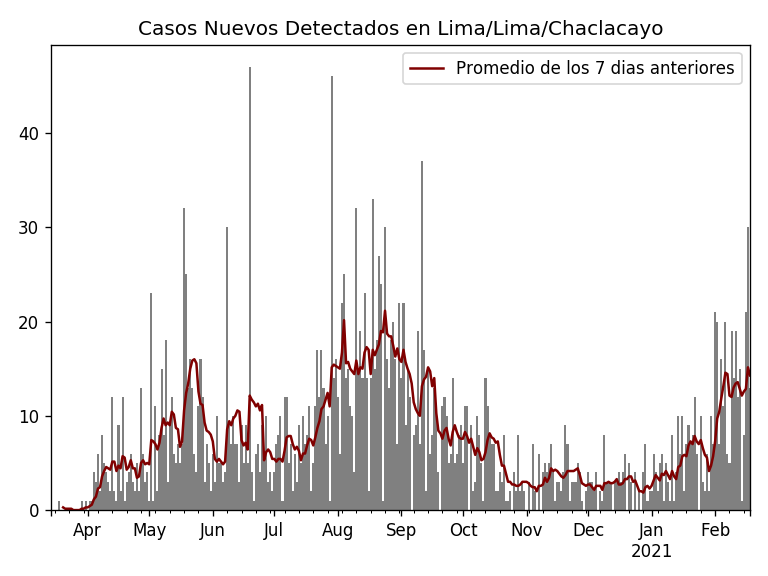 Casos Nuevos Detectados en Lima/Lima/Chaclacayo
Promedio de los 7 dias anteriores
40
30
20
10
0
Apr May Jun Jul Aug Sep Oct Nov Dec Jan Feb
2021